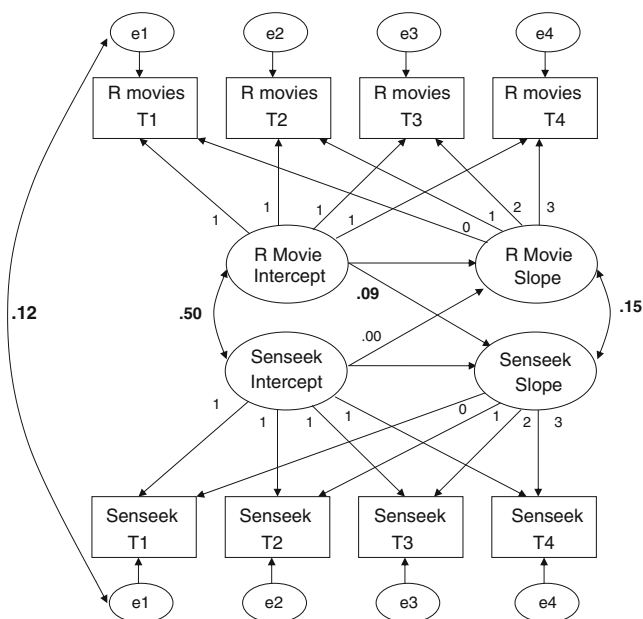 e1 e2 e3 e4
R movies R movies R movies R movies
T1 T2 T3 T4
1 1 1 1 0 1 2 3
R Movie
Intercept
R Movie
Slope
.12
.50
.09
.15
.00
Senseek
Intercept
Senseek
Slope
1 1 1 1 0 1 2 3
Senseek Senseek Senseek Senseek
T1 T2 T3 T4
e1 e2 e3 e4